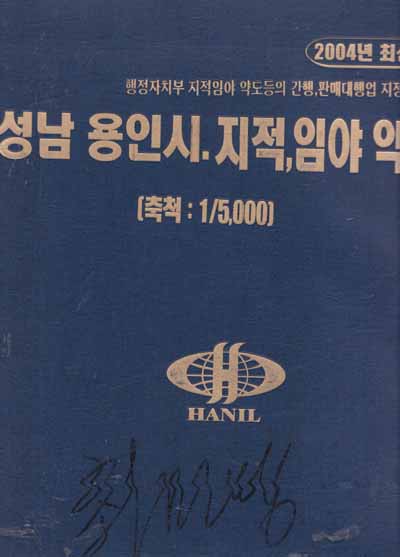 2004년 최신
행정자치부 지적임야 약도등의 간행,판매대행업 지정
성남 용인시.지적,임야 약
(축척 : 1/5,000)
HANIL